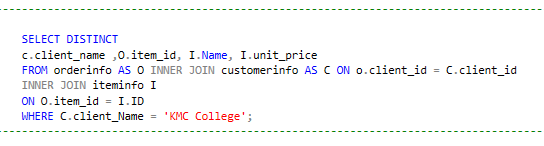 SELECT DISTINCT
c.client_name ,O.item_id, I.Name, I.unit_price
FROM orderinfo AS O INNER JOIN customerinfo AS C ON o.client_id = C.client_id
INNER JOIN iteminfo I
ON O.item_id = I.ID
WHERE C.client_Name = 'KMC College';